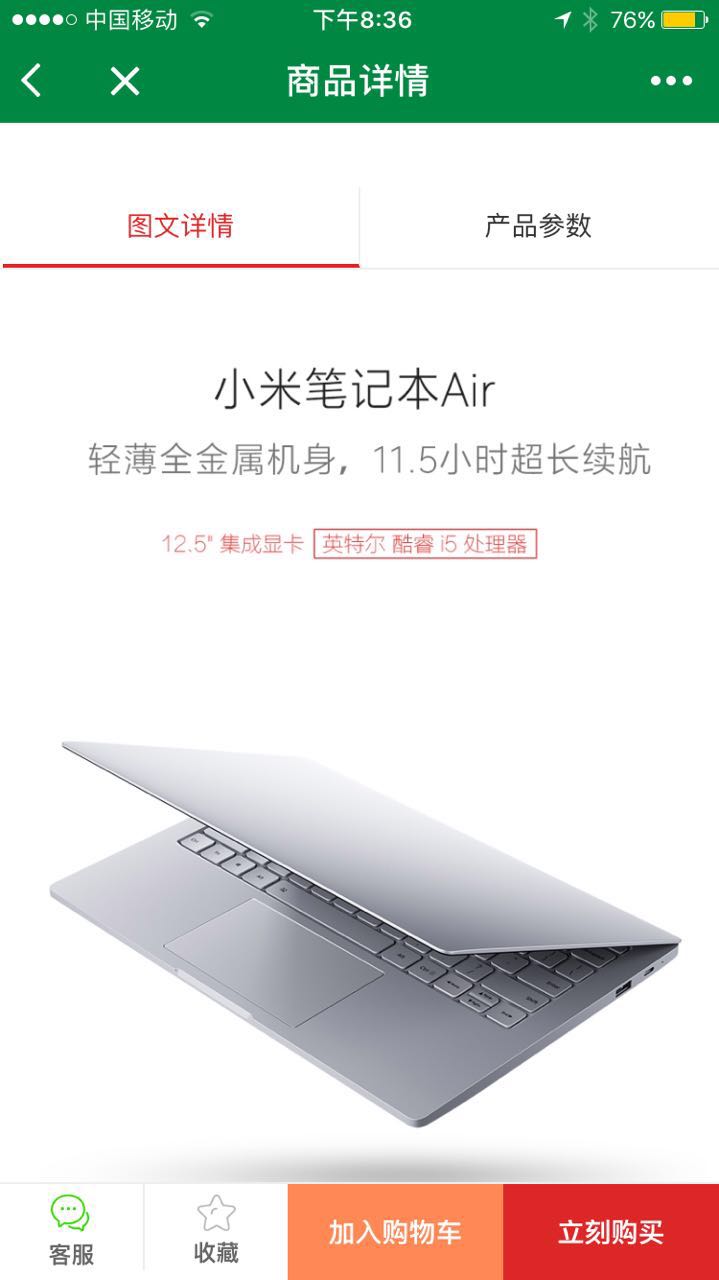 中国移动 下午8:36 76%
商品详情
图文详情 产品参数
小米笔记本Air
轻薄全金属机身，11.5小时超长续航
12.5" 集成显卡 英特尔 酷睿 i5 处理器
客服 收藏 加入购物车 立刻购买